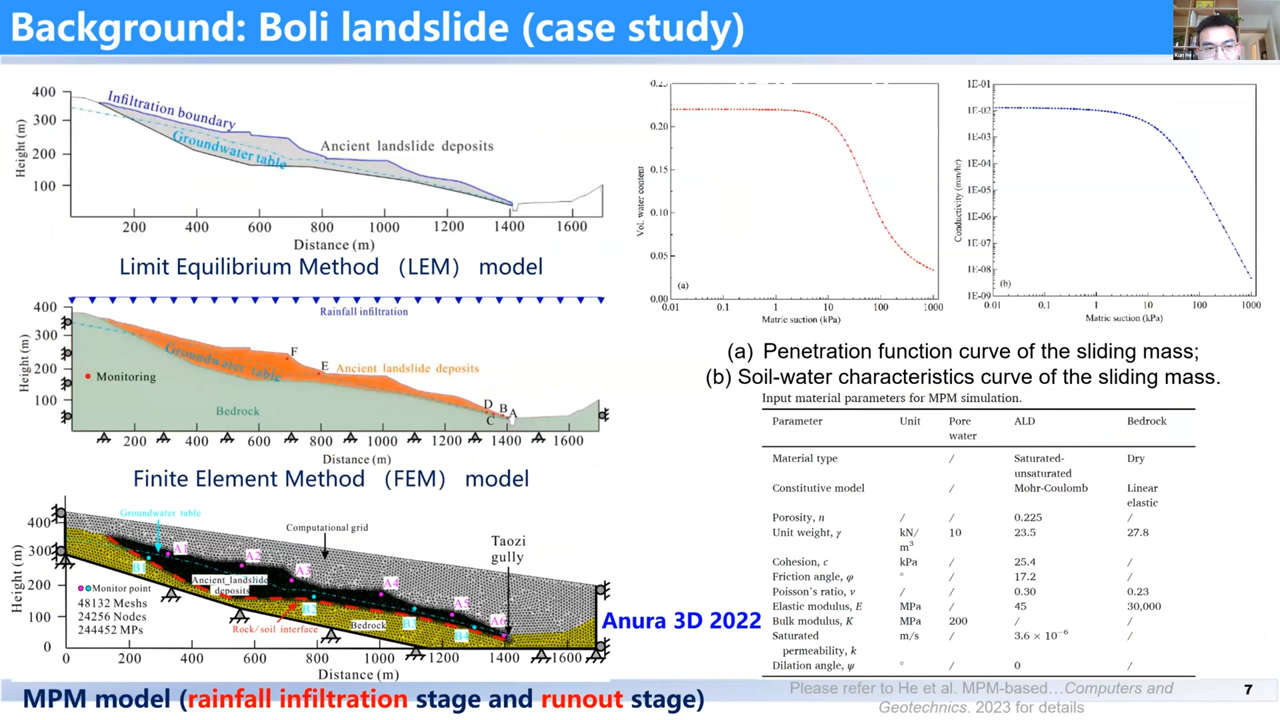 Background: Boli landslide (case study)
400
300
200
100
Height (m)
Infiltration boundary
Groundwater table
Ancient landslide deposits
200
400
600
800
1000
1200
1400
1600
Distance (m)
Limit Equilibrium Method （LEM） model
400
300
200
100
Height (m)
Rainfall infiltration
Groundwater table
F
E
Ancient landslide deposits
Monitoring
Bedrock
D
B
A
C
200
400
600
800
1000
1200
1400
1600
Distance (m)
Finite Element Method （FEM） model
400
300
200
100
0
Height (m)
Groundwater table
Computational grid
Taozi
gully
A1
A2
A3
A4
A5
A6
B1
B2
B3
B4
Ancient landslide
deposits
Monitor point
48132 Meshs
24256 Nodes
244452 MPs
Rock/soil interface
Bedrock
0
200
400
600
800
1000
1200
1400
1600
Distance (m)
MPM model (rainfall infiltration stage and runout stage)
Anura 3D 2022
0.20
0.15
0.10
0.05
0.00
Vol. water content
(a)
0.01
0.1
1
10
100
1000
Matric suction (kPa)
1E-01
1E-02
1E-03
1E-04
1E-05
1E-06
1E-07
1E-08
1E-09
Conductivity (mm/hr)
(b)
0.01
0.1
1
10
100
1000
Matric suction (kPa)
(a) Penetration function curve of the sliding mass;
(b) Soil-water characteristics curve of the sliding mass.
Input material parameters for MPM simulation.
Parameter Unit Pore ALD Bedrock
water
Material type / Saturated- Dry
unsaturated
Constitutive model / Mohr-Coulomb Linear
elastic
Porosity, n / / 0.225 /
Unit weight, γ kN/ 10 23.5 27.8
m³
Cohesion, c kPa / 25.4 /
Friction angle, φ ° / 17.2 /
Poisson's ratio, ν / 0.30 0.23
Elastic modulus, E MPa / 45 30,000
Bulk modulus, K MPa 200 / /
Saturated m/s / 3.6 × 10⁻⁶ /
permeability, k
Dilation angle, ψ ° / 0 /
Please refer to He et al. MPM-based…Computers and
Geotechnics. 2023 for details
7